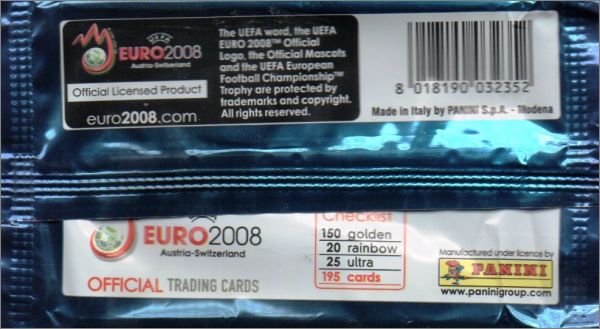 UEFA
EURO2008
Austria-Switzerland
Official Licensed Product
euro2008.com
The UEFA word, the UEFA
EURO 2008™ Official
Logo, the Official Mascots
and the UEFA European
Football Championship™
Trophy are protected by
trademarks and copyright.
All rights reserved.
8 018190 032352
Made in Italy by PANINI S.p.A. - Modena
EURO2008
Austria-Switzerland
OFFICIAL TRADING CARDS
Checklist
150 golden
20 rainbow
25 ultra
195 cards
Manufactured under licence by
PANINI
www.paninigroup.com